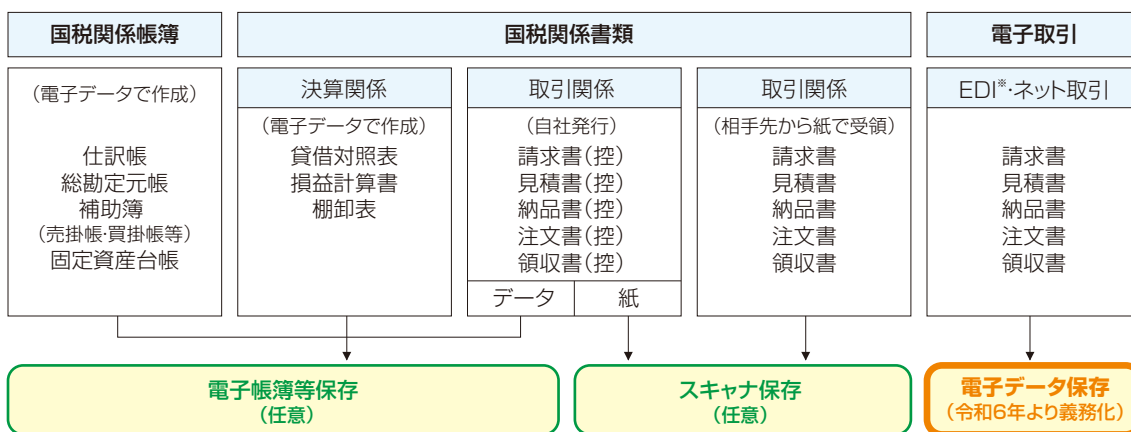 国税関係帳簿
(電子データで作成)
仕訳帳
総勘定元帳
補助簿
(売掛帳・買掛帳等)
固定資産台帳
国税関係書類
決算関係
(電子データで作成)
貸借対照表
損益計算書
棚卸表
取引関係
(自社発行)
請求書(控)
見積書(控)
納品書(控)
注文書(控)
領収書(控)
データ
紙
取引関係
(相手先から紙で受領)
請求書
見積書
納品書
注文書
領収書
電子取引
EDI※・ネット取引
請求書
見積書
納品書
注文書
領収書
電子帳簿等保存
(任意)
スキャナ保存
(任意)
電子データ保存
(令和6年より義務化)